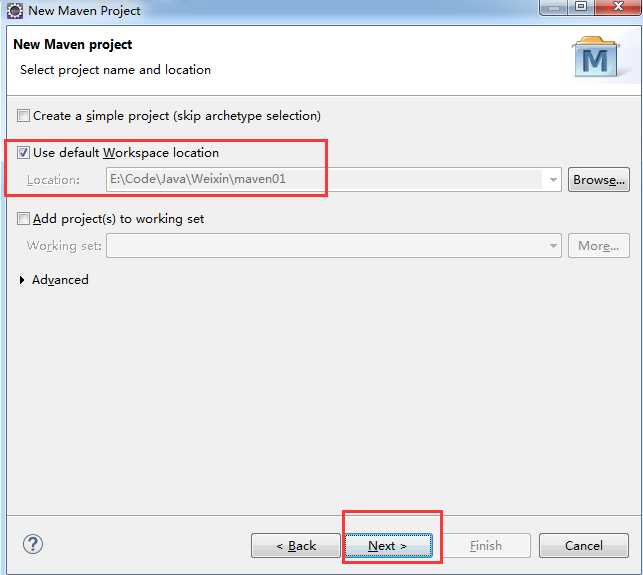 New Maven Project
New Maven project
Select project name and location
M
Create a simple project (skip archetype selection)
Use default Workspace location
Location: E:\Code\Java\Weixin\maven01 Browse...
Add project(s) to working set
Working set: More...
Advanced
? < Back Next > Finish Cancel